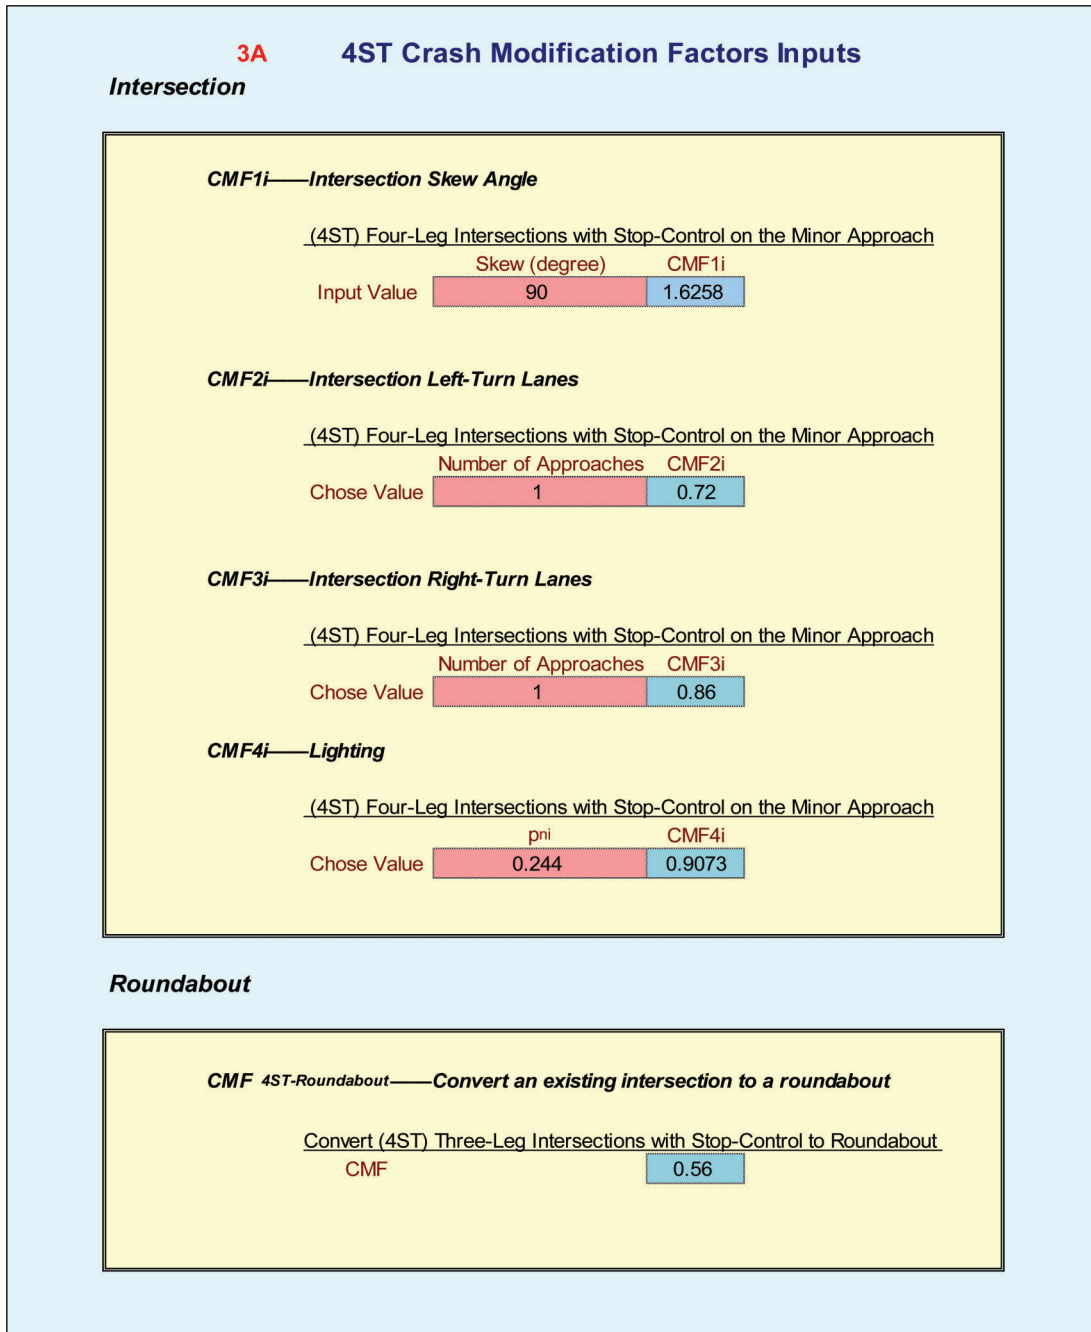 3A 4ST Crash Modification Factors Inputs
Intersection
CMF1i——Intersection Skew Angle
(4ST) Four-Leg Intersections with Stop-Control on the Minor Approach
Skew (degree) CMF1i
Input Value 90 1.6258
CMF2i——Intersection Left-Turn Lanes
(4ST) Four-Leg Intersections with Stop-Control on the Minor Approach
Number of Approaches CMF2i
Chose Value 1 0.72
CMF3i——Intersection Right-Turn Lanes
(4ST) Four-Leg Intersections with Stop-Control on the Minor Approach
Number of Approaches CMF3i
Chose Value 1 0.86
CMF4i——Lighting
(4ST) Four-Leg Intersections with Stop-Control on the Minor Approach
pni CMF4i
Chose Value 0.244 0.9073
Roundabout
CMF 4ST-Roundabout——Convert an existing intersection to a roundabout
Convert (4ST) Three-Leg Intersections with Stop-Control to Roundabout
CMF 0.56